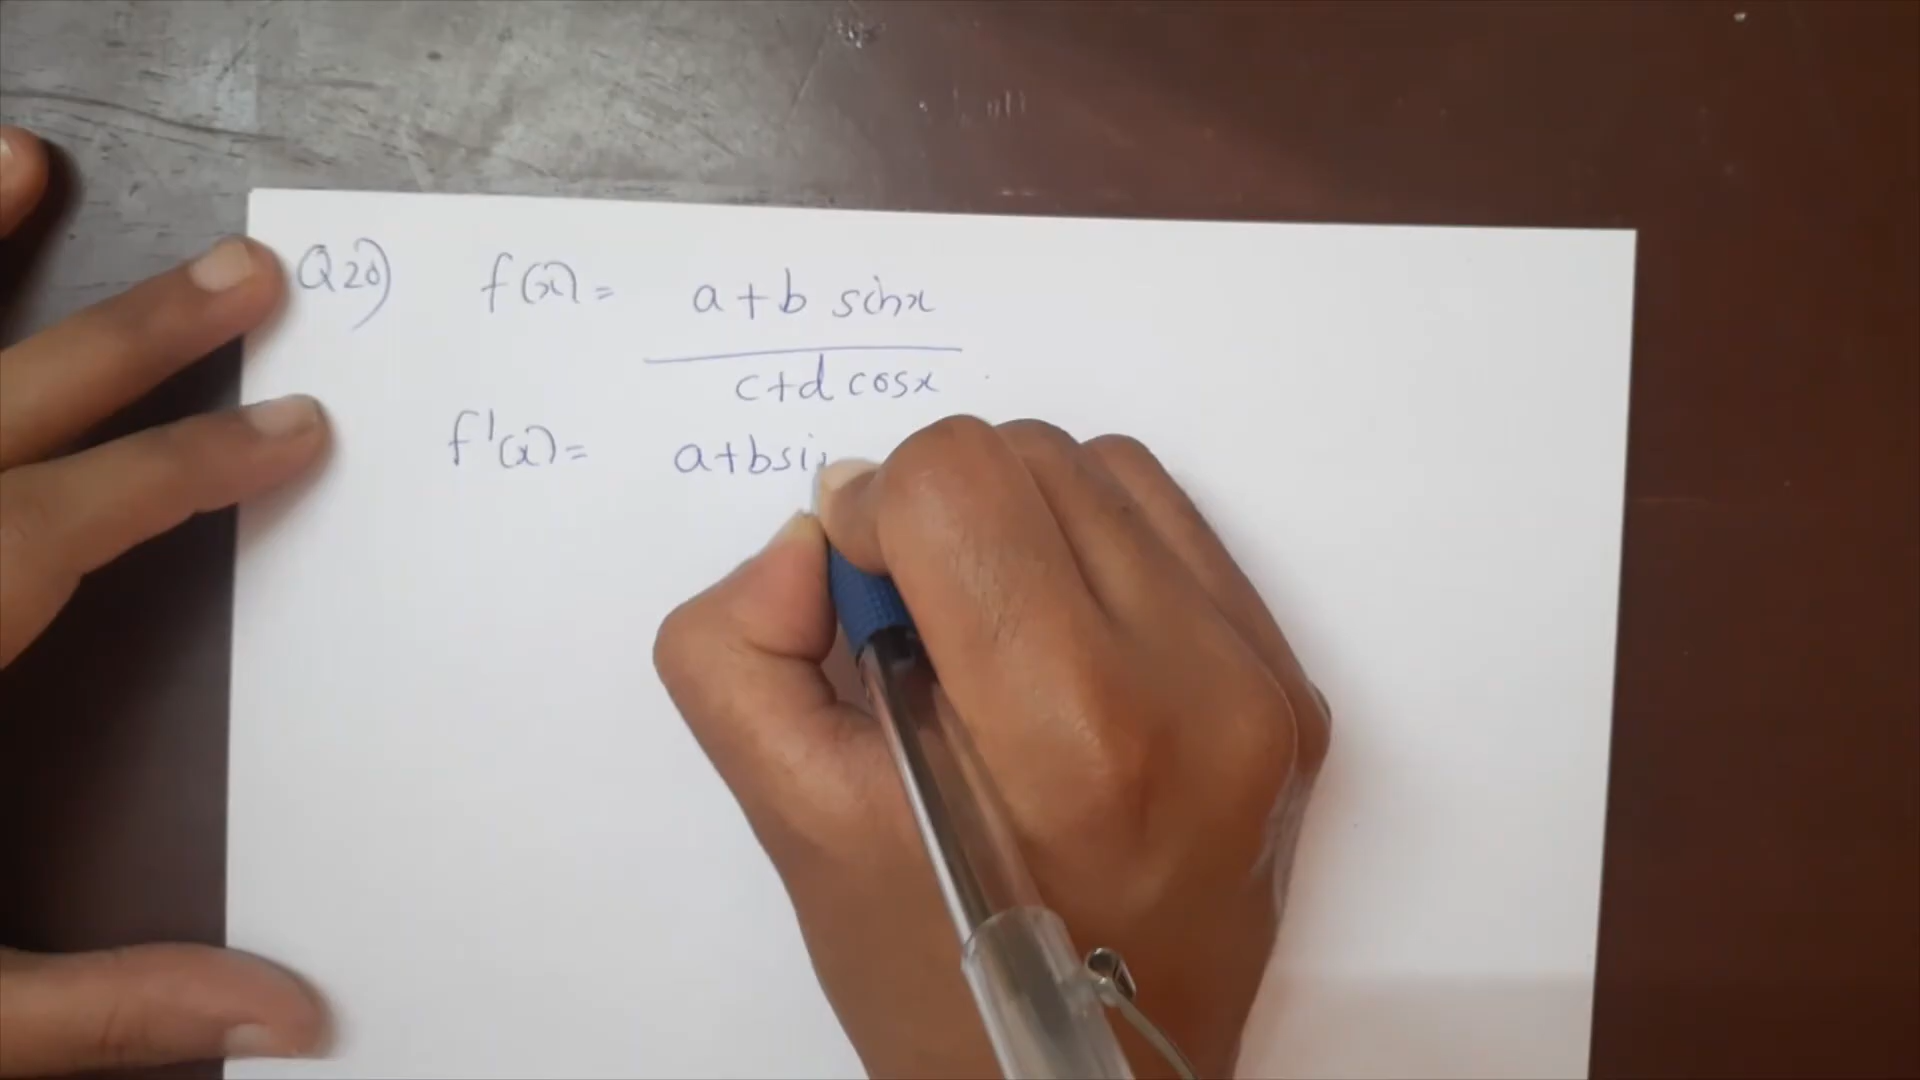 Q20) f(x) = a+b sinx
c+d cosx
f'(x) = a+bsi